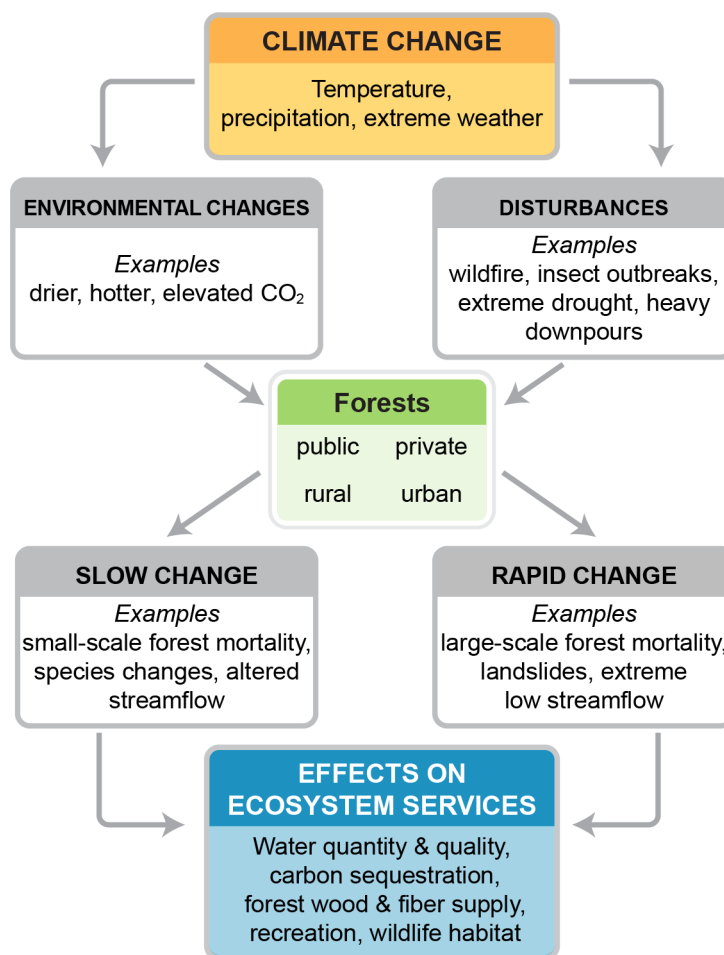 CLIMATE CHANGE
Temperature,
precipitation, extreme weather
ENVIRONMENTAL CHANGES
Examples
drier, hotter, elevated CO₂
DISTURBANCES
Examples
wildfire, insect outbreaks,
extreme drought, heavy
downpours
Forests
public private
rural urban
SLOW CHANGE
Examples
small-scale forest mortality,
species changes, altered
streamflow
RAPID CHANGE
Examples
large-scale forest mortality,
landslides, extreme
low streamflow
EFFECTS ON
ECOSYSTEM SERVICES
Water quantity & quality,
carbon sequestration,
forest wood & fiber supply,
recreation, wildlife habitat